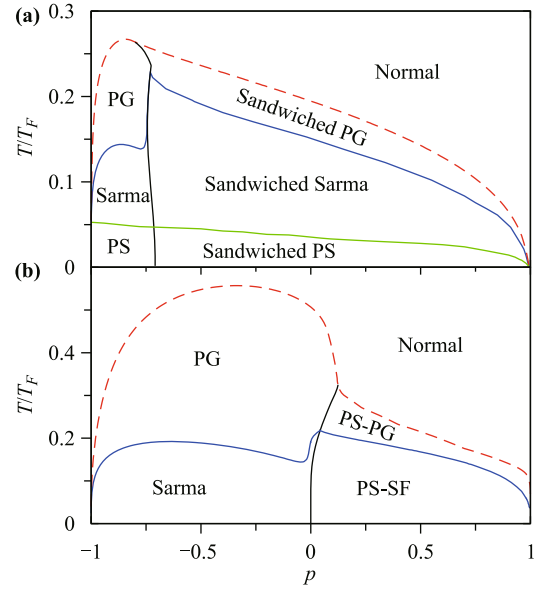 (a)
0.3
0.2
0.1
0
T/T_F
Normal
PG
Sandwiched PG
Sarma
Sandwiched Sarma
PS
Sandwiched PS
(b)
0.4
0.2
0
T/T_F
Normal
PG
PS-PG
Sarma
PS-SF
−1 −0.5 0 0.5 1
p